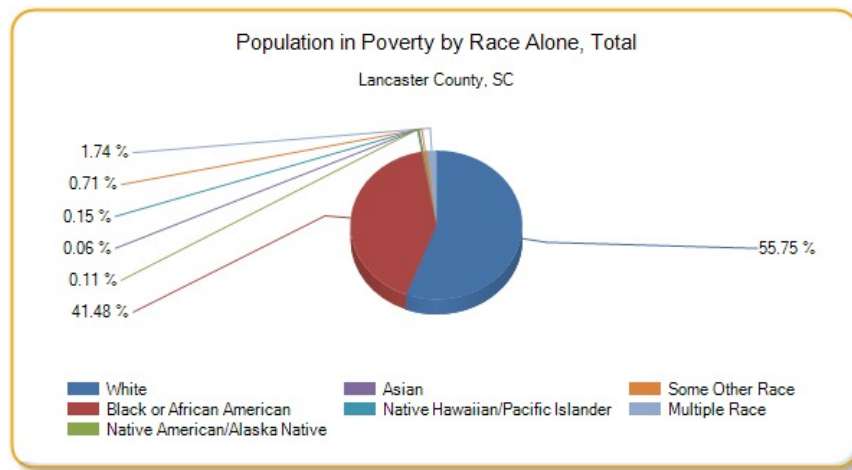 Population in Poverty by Race Alone, Total
Lancaster County, SC
1.74 %
0.71 %
0.15 %
0.06 %
0.11 %
41.48 %
55.75 %
White
Asian
Some Other Race
Black or African American
Native Hawaiian/Pacific Islander
Multiple Race
Native American/Alaska Native